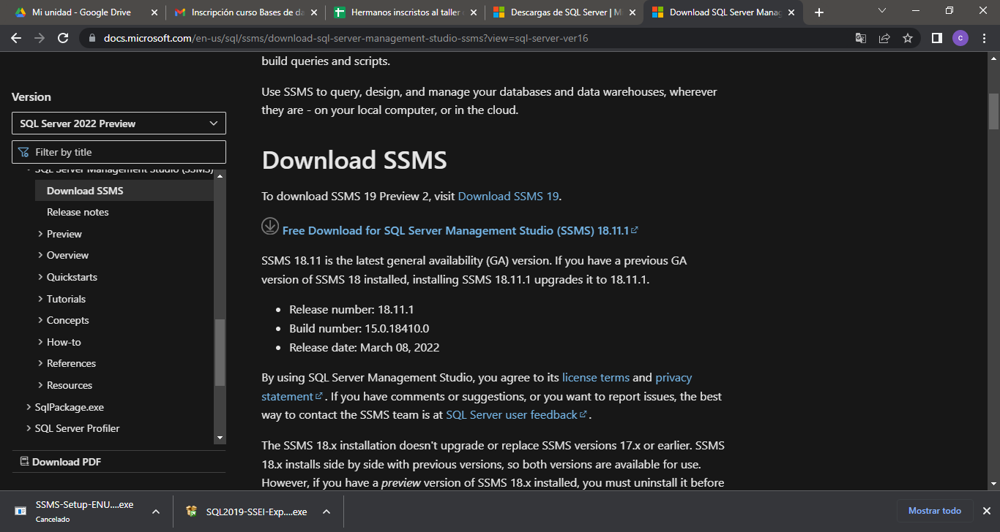 Mi unidad - Google Drive
Inscripción curso Bases de da
Hermanos inscristos al taller
Descargas de SQL Server | Mi
Download SQL Server Manag
docs.microsoft.com/en-us/sql/ssms/download-sql-server-management-studio-ssms?view=sql-server-ver16
c
Version
SQL Server 2022 Preview
Filter by title
SQL Server Management Studio (SSMS)
Download SSMS
Release notes
Preview
Overview
Quickstarts
Tutorials
Concepts
How-to
References
Resources
SqlPackage.exe
SQL Server Profiler
Download PDF
build queries and scripts.
Use SSMS to query, design, and manage your databases and data warehouses, wherever
they are - on your local computer, or in the cloud.
Download SSMS
To download SSMS 19 Preview 2, visit Download SSMS 19.
Free Download for SQL Server Management Studio (SSMS) 18.11.1
SSMS 18.11 is the latest general availability (GA) version. If you have a previous GA
version of SSMS 18 installed, installing SSMS 18.11.1 upgrades it to 18.11.1.
• Release number: 18.11.1
• Build number: 15.0.18410.0
• Release date: March 08, 2022
By using SQL Server Management Studio, you agree to its license terms and privacy
statement. If you have comments or suggestions, or you want to report issues, the best
way to contact the SSMS team is at SQL Server user feedback.
The SSMS 18.x installation doesn't upgrade or replace SSMS versions 17.x or earlier. SSMS
18.x installs side by side with previous versions, so both versions are available for use.
However, if you have a preview version of SSMS 18.x installed, you must uninstall it before
SSMS-Setup-ENU....exe
Cancelado
SQL2019-SSEI-Exp....exe
Mostrar todo